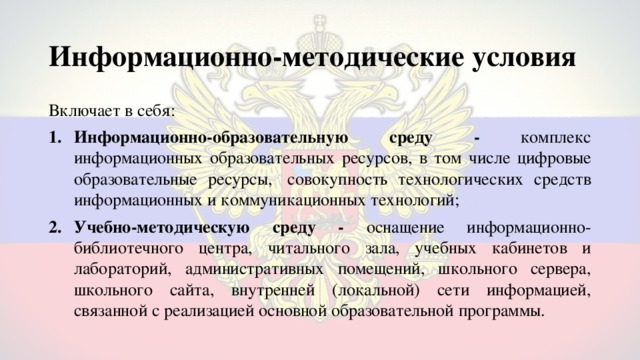 Информационно-методические условия
Включает в себя:
1. Информационно-образовательную среду - комплекс
информационных образовательных ресурсов, в том числе цифровые
образовательные ресурсы, совокупность технологических средств
информационных и коммуникационных технологий;
2. Учебно-методическую среду - оснащение информационно-
библиотечного центра, читального зала, учебных кабинетов и
лабораторий, административных помещений, школьного сервера,
школьного сайта, внутренней (локальной) сети информацией,
связанной с реализацией основной образовательной программы.